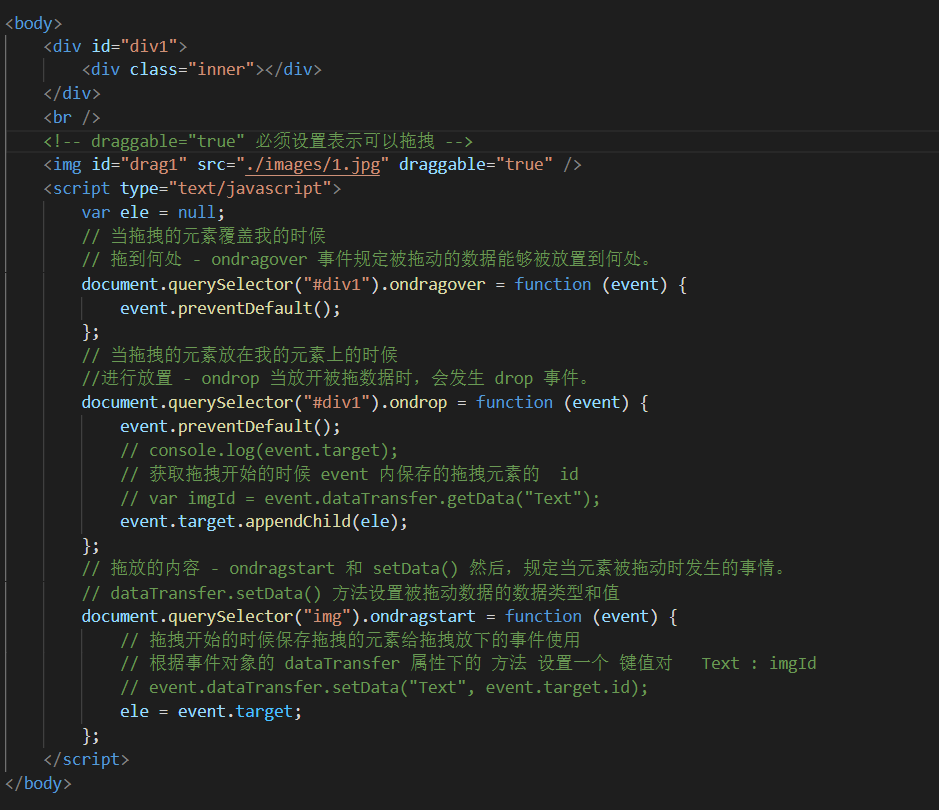 <body>
<div id="div1">
<div class="inner"></div>
</div>
<br />
<!-- draggable="true" 必须设置表示可以拖拽 -->
<img id="drag1" src="./images/1.jpg" draggable="true" />
<script type="text/javascript">
var ele = null;
// 当拖拽的元素覆盖我的时候
// 拖到何处 - ondragover 事件规定被拖动的数据能够被放置到何处。
document.querySelector("#div1").ondragover = function (event) {
event.preventDefault();
};
// 当拖拽的元素放在我的元素上的时候
//进行放置 - ondrop 当放开被拖数据时，会发生 drop 事件。
document.querySelector("#div1").ondrop = function (event) {
event.preventDefault();
// console.log(event.target);
// 获取拖拽开始的时候 event 内保存的拖拽元素的  id
// var imgId = event.dataTransfer.getData("Text");
event.target.appendChild(ele);
};
// 拖放的内容 - ondragstart 和 setData() 然后，规定当元素被拖动时发生的事情。
// dataTransfer.setData() 方法设置被拖动数据的数据类型和值
document.querySelector("img").ondragstart = function (event) {
// 拖拽开始的时候保存拖拽的元素给拖拽放下的事件使用
// 根据事件对象的 dataTransfer 属性下的 方法 设置一个 键值对   Text : imgId
// event.dataTransfer.setData("Text", event.target.id);
ele = event.target;
};
</script>
</body>